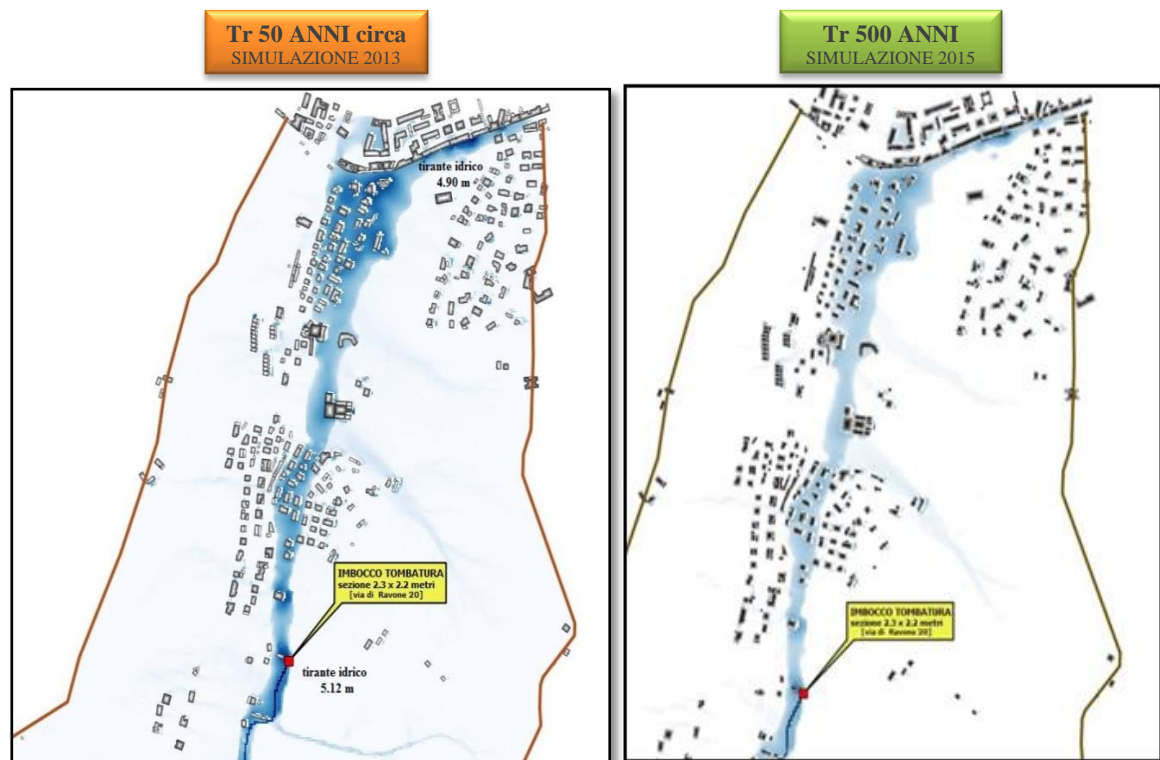 Tr 50 ANNI circa
SIMULAZIONE 2013
Tr 500 ANNI
SIMULAZIONE 2015
tirante idrico
4.90 m
IMBOCCO TOMBATURA
sezione 2.3 x 2.2 metri
[via di Ravone 20]
tirante idrico
5.12 m
IMBOCCO TOMBATURA
sezione 2.3 x 2.2 metri
[via di Ravone 20]